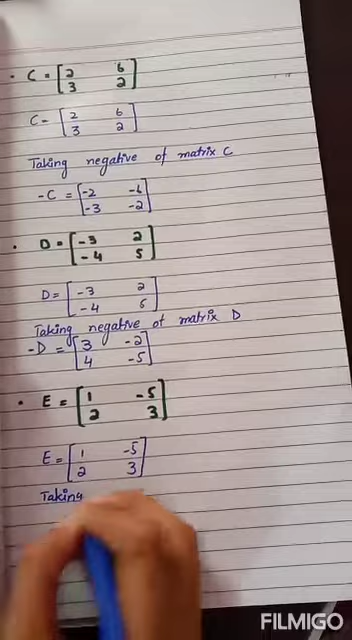 • C = [2 6
3 2]
C = [2 6
3 2]
Taking negative of matrix C
-C = [-2 -6
-3 -2]
• D = [-3 2
-4 5]
D = [-3 2
-4 5]
Taking negative of matrix D
-D = [3 -2
4 -5]
• E = [1 -5
2 3]
E = [1 -5
2 3]
Taking
FILMIGO